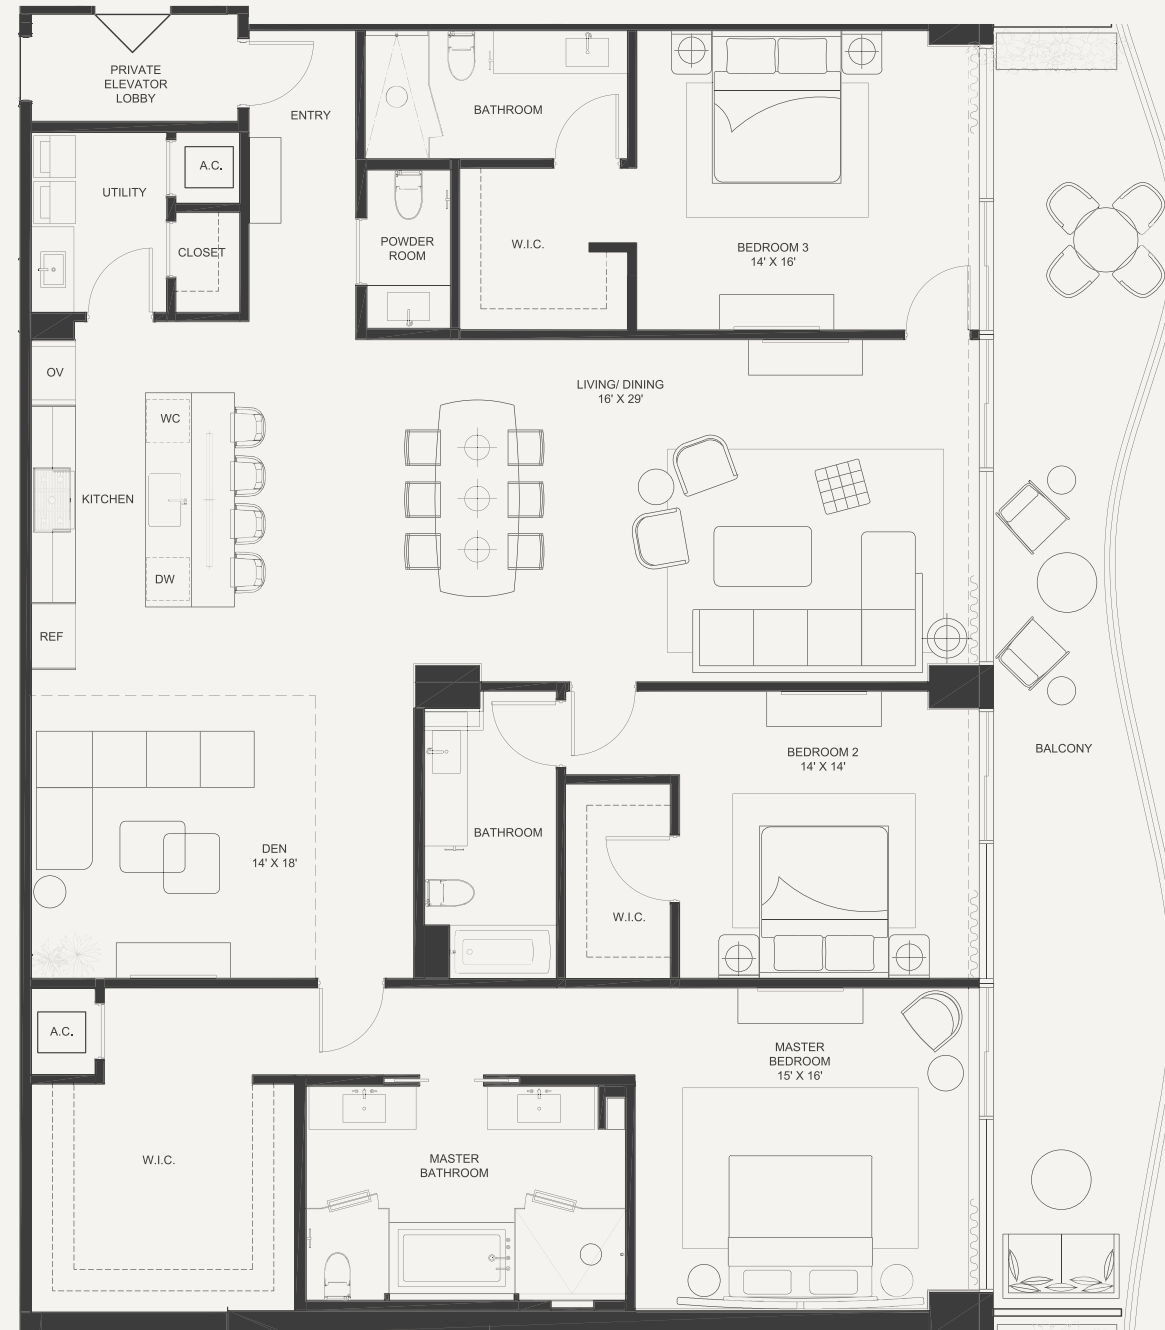 PRIVATE
ELEVATOR
LOBBY
ENTRY
BATHROOM
A.C.
UTILITY
CLOSET
POWDER
ROOM
W.I.C.
BEDROOM 3
14' X 16'
OV
WC
KITCHEN
DW
REF
LIVING/ DINING
16' X 29'
BALCONY
BEDROOM 2
14' X 14'
BATHROOM
DEN
14' X 18'
W.I.C.
A.C.
MASTER
BEDROOM
15' X 16'
W.I.C.
MASTER
BATHROOM